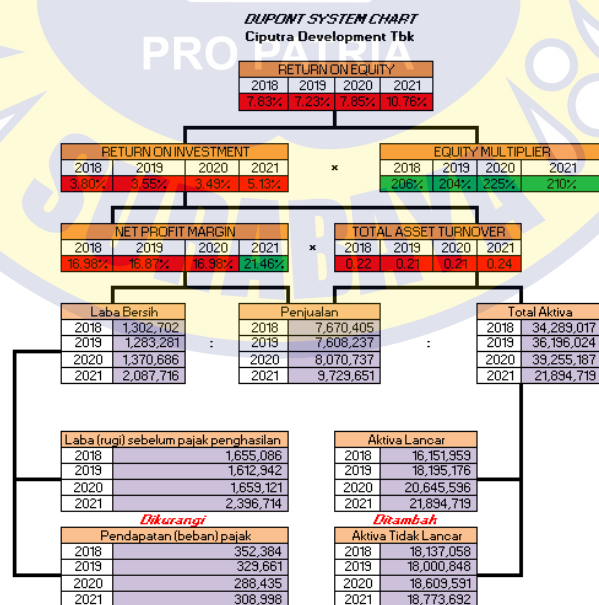 DUPONT SYSTEM CHART
Ciputra Development Tbk
PRO PATRIA
RETURN ON EQUITY
2018 2019 2020 2021
7.83% 7.23% 7.85% 10.76%
RETURN ON INVESTMENT × EQUITY MULTIPLIER
2018 2019 2020 2021 2018 2019 2020 2021
3.80% 3.55% 3.49% 5.13% 206% 204% 225% 210%
SURABAYA
NET PROFIT MARGIN × TOTAL ASSET TURNOVER
2018 2019 2020 2021 2018 2019 2020 2021
16.98% 16.87% 16.98% 21.46% 0.22 0.21 0.21 0.24
Laba Bersih Penjualan Total Aktiva
2018 1,302,702 2018 7,670,405 2018 34,289,017
2019 1,283,281 : 2019 7,608,237 : 2019 36,196,024
2020 1,370,686 2020 8,070,737 2020 39,255,187
2021 2,087,716 2021 9,729,651 2021 21,894,719
Laba (rugi) sebelum pajak penghasilan Aktiva Lancar
2018 1,655,086 2018 16,151,959
2019 1,612,942 2019 18,195,176
2020 1,659,121 2020 20,645,596
2021 2,396,714 2021 21,894,719
Dikurangi Ditambah
Pendapatan (beban) pajak Aktiva Tidak Lancar
2018 352,384 2018 18,137,058
2019 329,661 2019 18,000,848
2020 288,435 2020 18,609,591
2021 308,998 2021 18,773,692